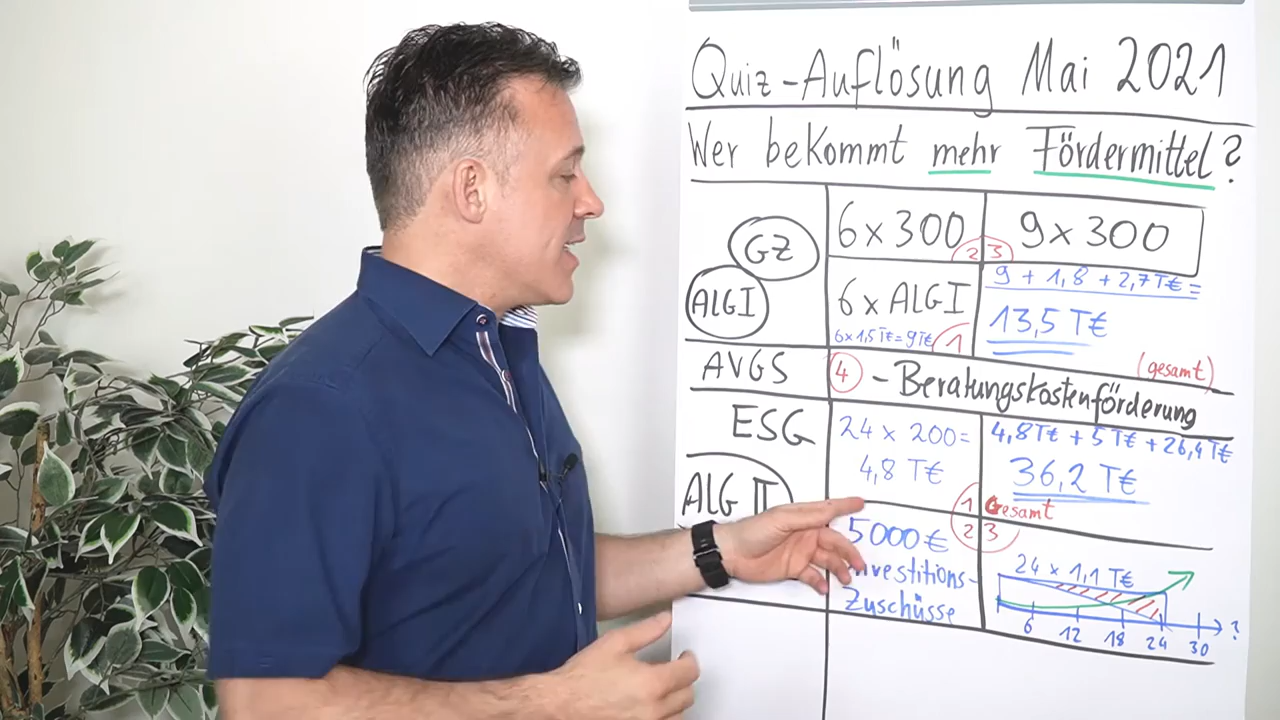 Quiz-Auflösung Mai 2021
Wer bekommt mehr Fördermittel?
GZ
ALGI
6 x 300
2
3
9 x 300
6 x ALGI
6 x 1,5 T€ = 9T€
1
9 + 1,8 + 2,7 T€ =
13,5 T€
(gesamt)
AVGS
4
- Beratungskostenförderung
ESG
24 x 200 =
4,8 T€
4,8 T€ + 5 T€ + 26,4 T€
36,2 T€
Gesamt
ALG II
1
2
3
5000 €
Investitions-
Zuschüsse
24 x 1,1 T€
6 12 18 24 30 ?